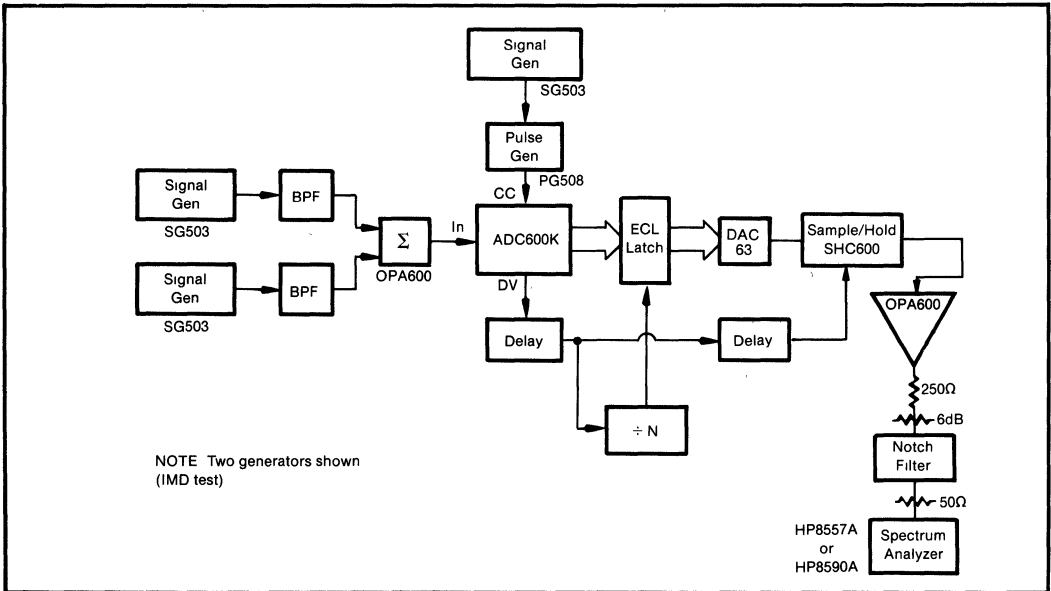 Signal
Gen
SG503
Pulse
Gen
PG508
CC
Signal
Gen
SG503
BPF
Signal
Gen
SG503
BPF
Σ
OPA600
In
ADC600K
DV
ECL
Latch
DAC
63
Sample/Hold
SHC600
OPA600
Delay
Delay
÷ N
250Ω
6dB
Notch
Filter
50Ω
HP8557A
or
HP8590A
Spectrum
Analyzer
NOTE Two generators shown
(IMD test)